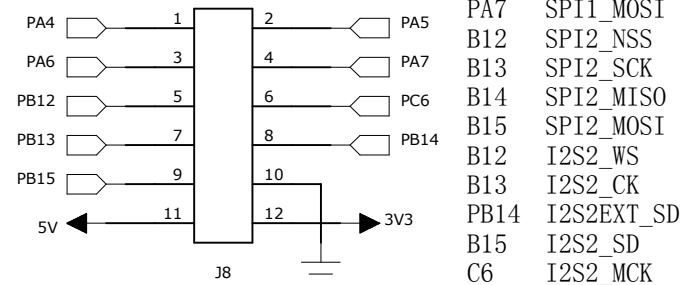 PA4 1 2 PA5
PA6 3 4 PA7
PB12 5 6 PC6
PB13 7 8 PB14
PB15 9 10
5V 11 12 3V3
J8
PA7 SPI1_MOSI
B12 SPI2_NSS
B13 SPI2_SCK
B14 SPI2_MISO
B15 SPI2_MOSI
B12 I2S2_WS
B13 I2S2_CK
PB14 I2S2EXT_SD
B15 I2S2_SD
C6 I2S2_MCK